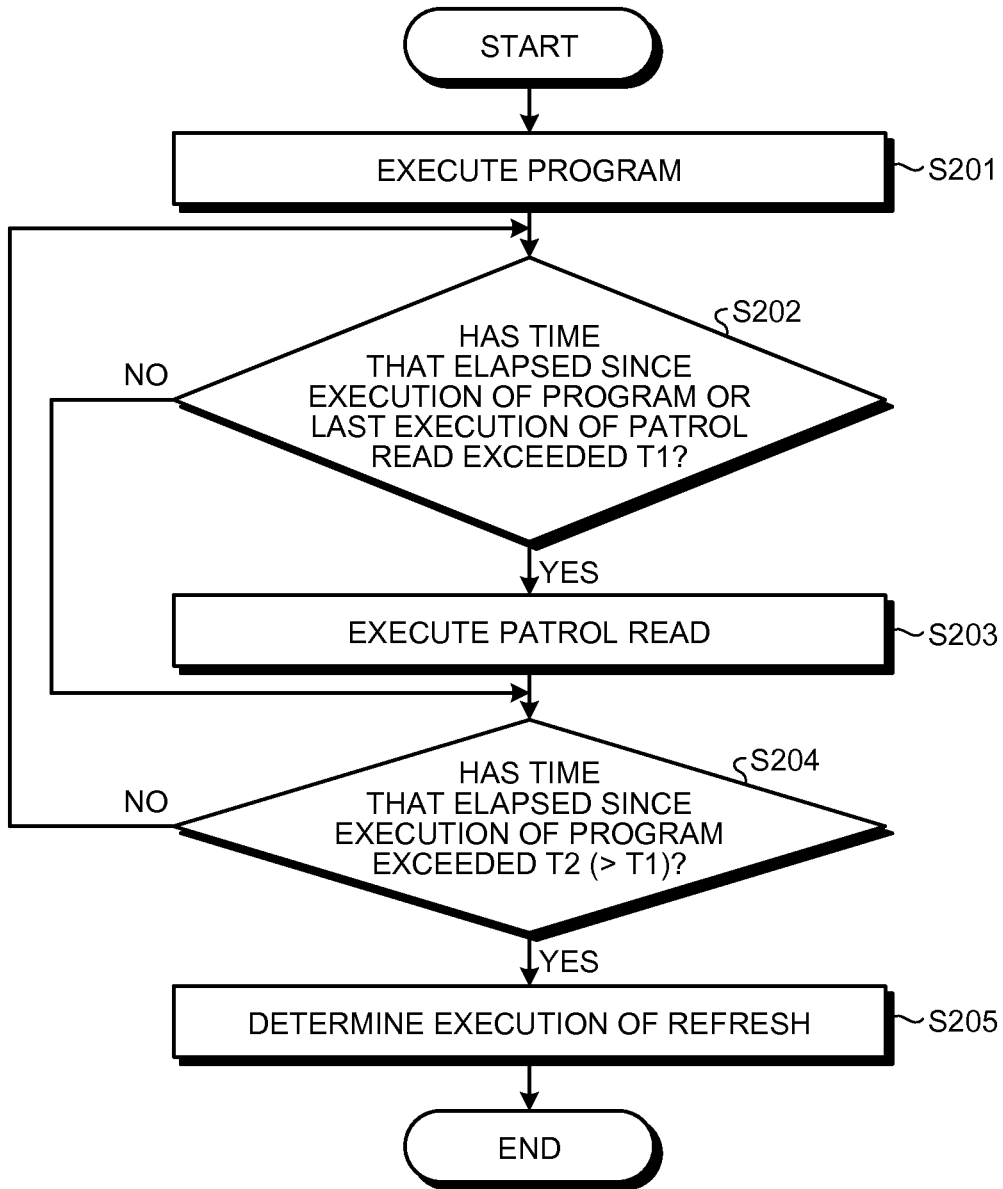 START
EXECUTE PROGRAM
S201
S202
HAS TIME
THAT ELAPSED SINCE
EXECUTION OF PROGRAM OR
LAST EXECUTION OF PATROL
READ EXCEEDED T1?
NO
YES
EXECUTE PATROL READ
S203
S204
HAS TIME
THAT ELAPSED SINCE
EXECUTION OF PROGRAM
EXCEEDED T2 (> T1)?
NO
YES
DETERMINE EXECUTION OF REFRESH
S205
END